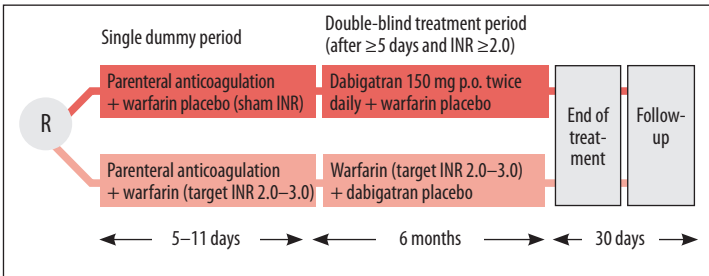 Single dummy period
Double-blind treatment period
(after ≥5 days and INR ≥2.0)
R
Parenteral anticoagulation
+ warfarin placebo (sham INR)
Dabigatran 150 mg p.o. twice
daily + warfarin placebo
Parenteral anticoagulation
+ warfarin (target INR 2.0–3.0)
Warfarin (target INR 2.0–3.0)
+ dabigatran placebo
End of
treat-
ment
Follow-
up
5–11 days
6 months
30 days